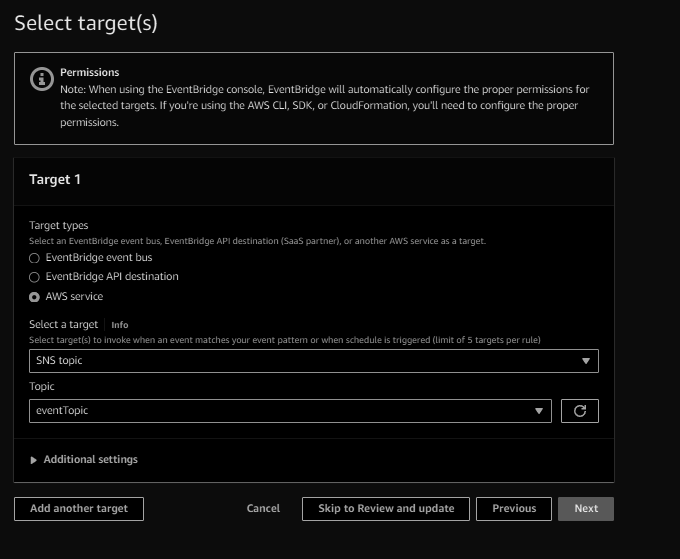 Select target(s)
Permissions
Note: When using the EventBridge console, EventBridge will automatically configure the proper permissions for
the selected targets. If you're using the AWS CLI, SDK, or CloudFormation, you'll need to configure the proper
permissions.
Target 1
Target types
Select an EventBridge event bus, EventBridge API destination (SaaS partner), or another AWS service as a target.
EventBridge event bus
EventBridge API destination
AWS service
Select a target Info
Select target(s) to invoke when an event matches your event pattern or when schedule is triggered (limit of 5 targets per rule)
SNS topic
Topic
eventTopic
Additional settings
Add another target Cancel Skip to Review and update Previous Next